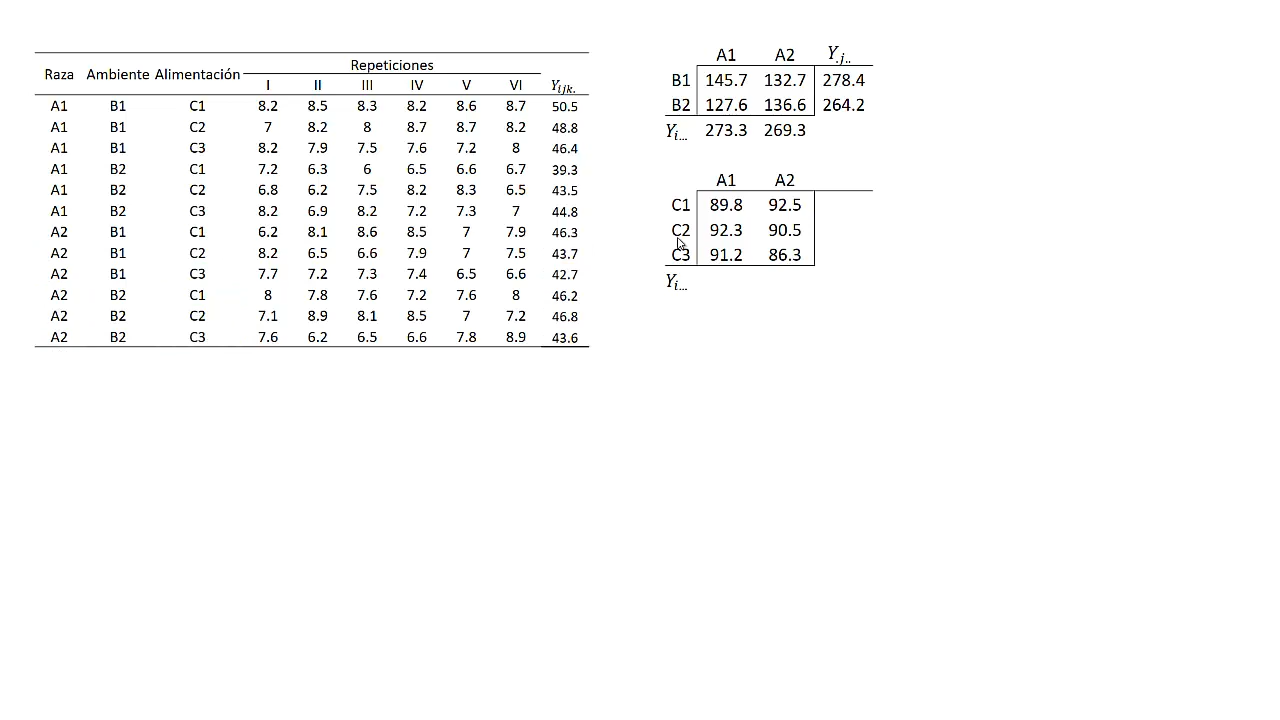 Repeticiones
Raza Ambiente Alimentación I II III IV V VI Y_ijk.
A1 B1 C1 8.2 8.5 8.3 8.2 8.6 8.7 50.5
A1 B1 C2 7 8.2 8 8.7 8.7 8.2 48.8
A1 B1 C3 8.2 7.9 7.5 7.6 7.2 8 46.4
A1 B2 C1 7.2 6.3 6 6.5 6.6 6.7 39.3
A1 B2 C2 6.8 6.2 7.5 8.2 8.3 6.5 43.5
A1 B2 C3 8.2 6.9 8.2 7.2 7.3 7 44.8
A2 B1 C1 6.2 8.1 8.6 8.5 7 7.9 46.3
A2 B1 C2 8.2 6.5 6.6 7.9 7 7.5 43.7
A2 B1 C3 7.7 7.2 7.3 7.4 6.5 6.6 42.7
A2 B2 C1 8 7.8 7.6 7.2 7.6 8 46.2
A2 B2 C2 7.1 8.9 8.1 8.5 7 7.2 46.8
A2 B2 C3 7.6 6.2 6.5 6.6 7.8 8.9 43.6
A1 A2 Y.j..
B1 145.7 132.7 278.4
B2 127.6 136.6 264.2
Yi... 273.3 269.3
A1 A2
C1 89.8 92.5
C2 92.3 90.5
C3 91.2 86.3
Yi...